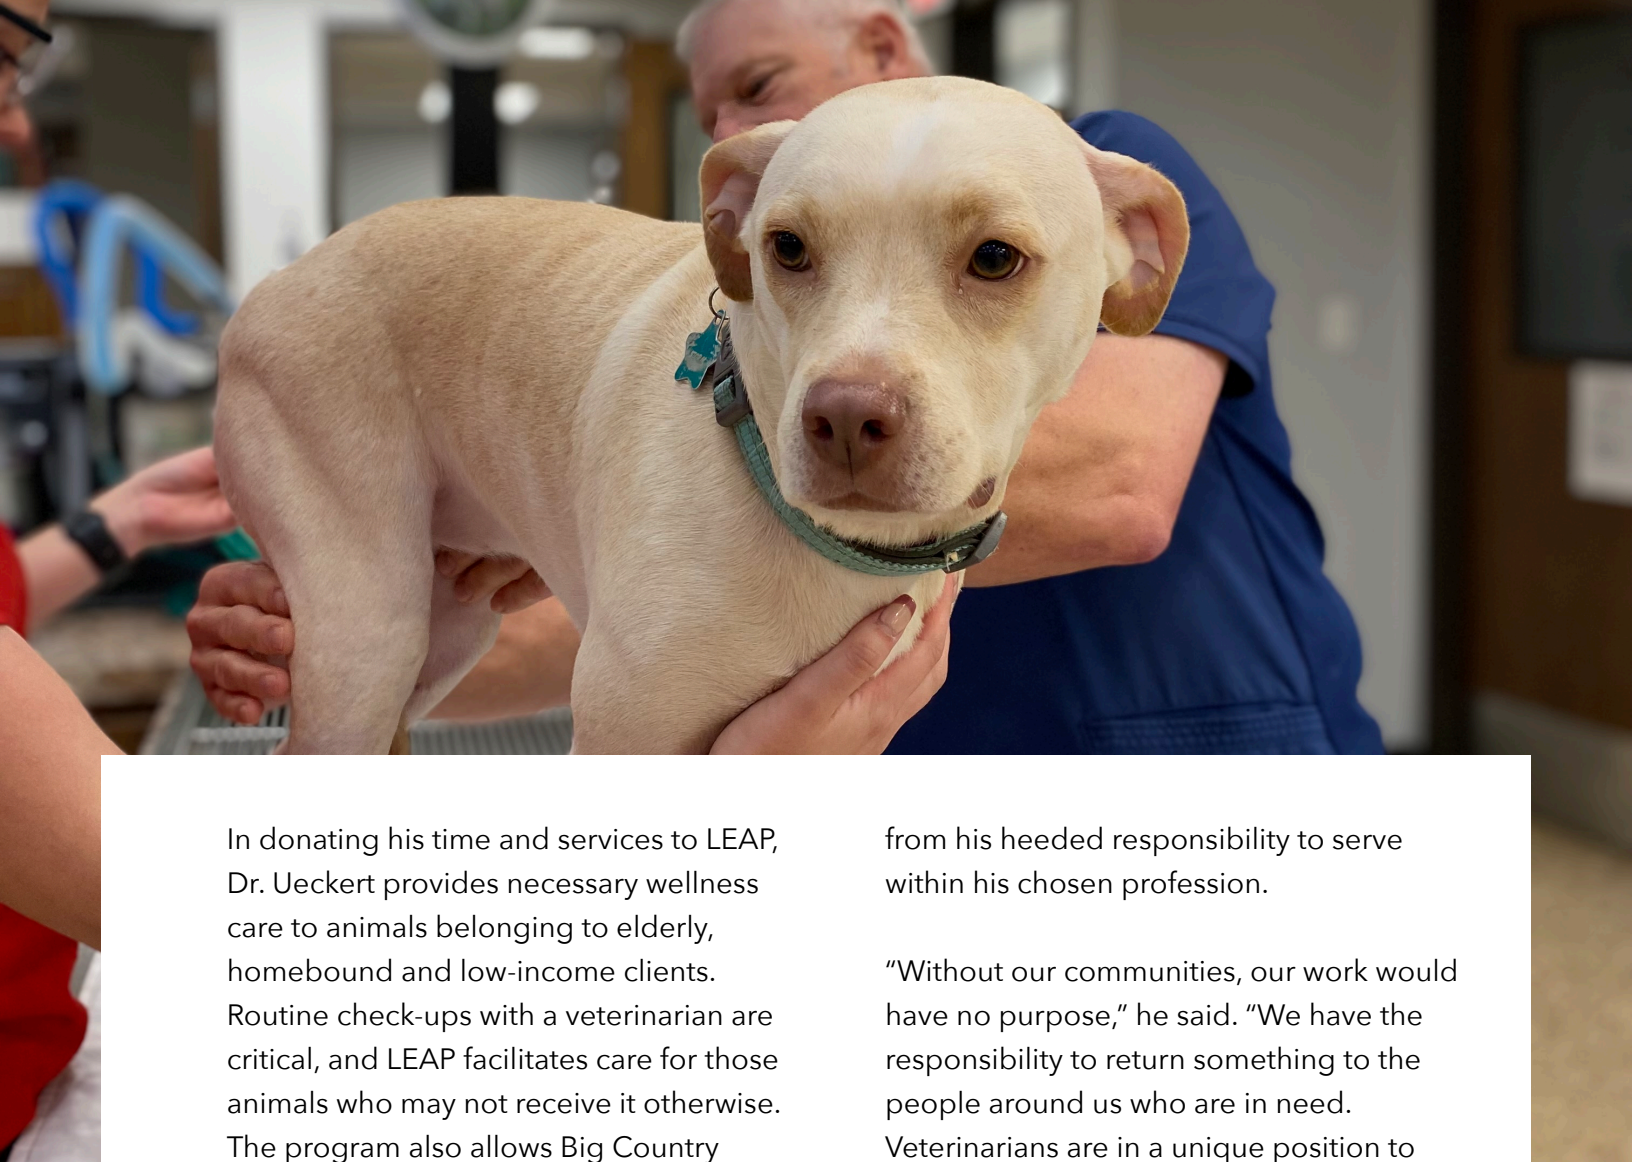 In donating his time and services to LEAP,
Dr. Ueckert provides necessary wellness
care to animals belonging to elderly,
homebound and low-income clients.
Routine check-ups with a veterinarian are
critical, and LEAP facilitates care for those
animals who may not receive it otherwise.
The program also allows Big Country
from his heeded responsibility to serve
within his chosen profession.
“Without our communities, our work would
have no purpose,” he said. “We have the
responsibility to return something to the
people around us who are in need.
Veterinarians are in a unique position to